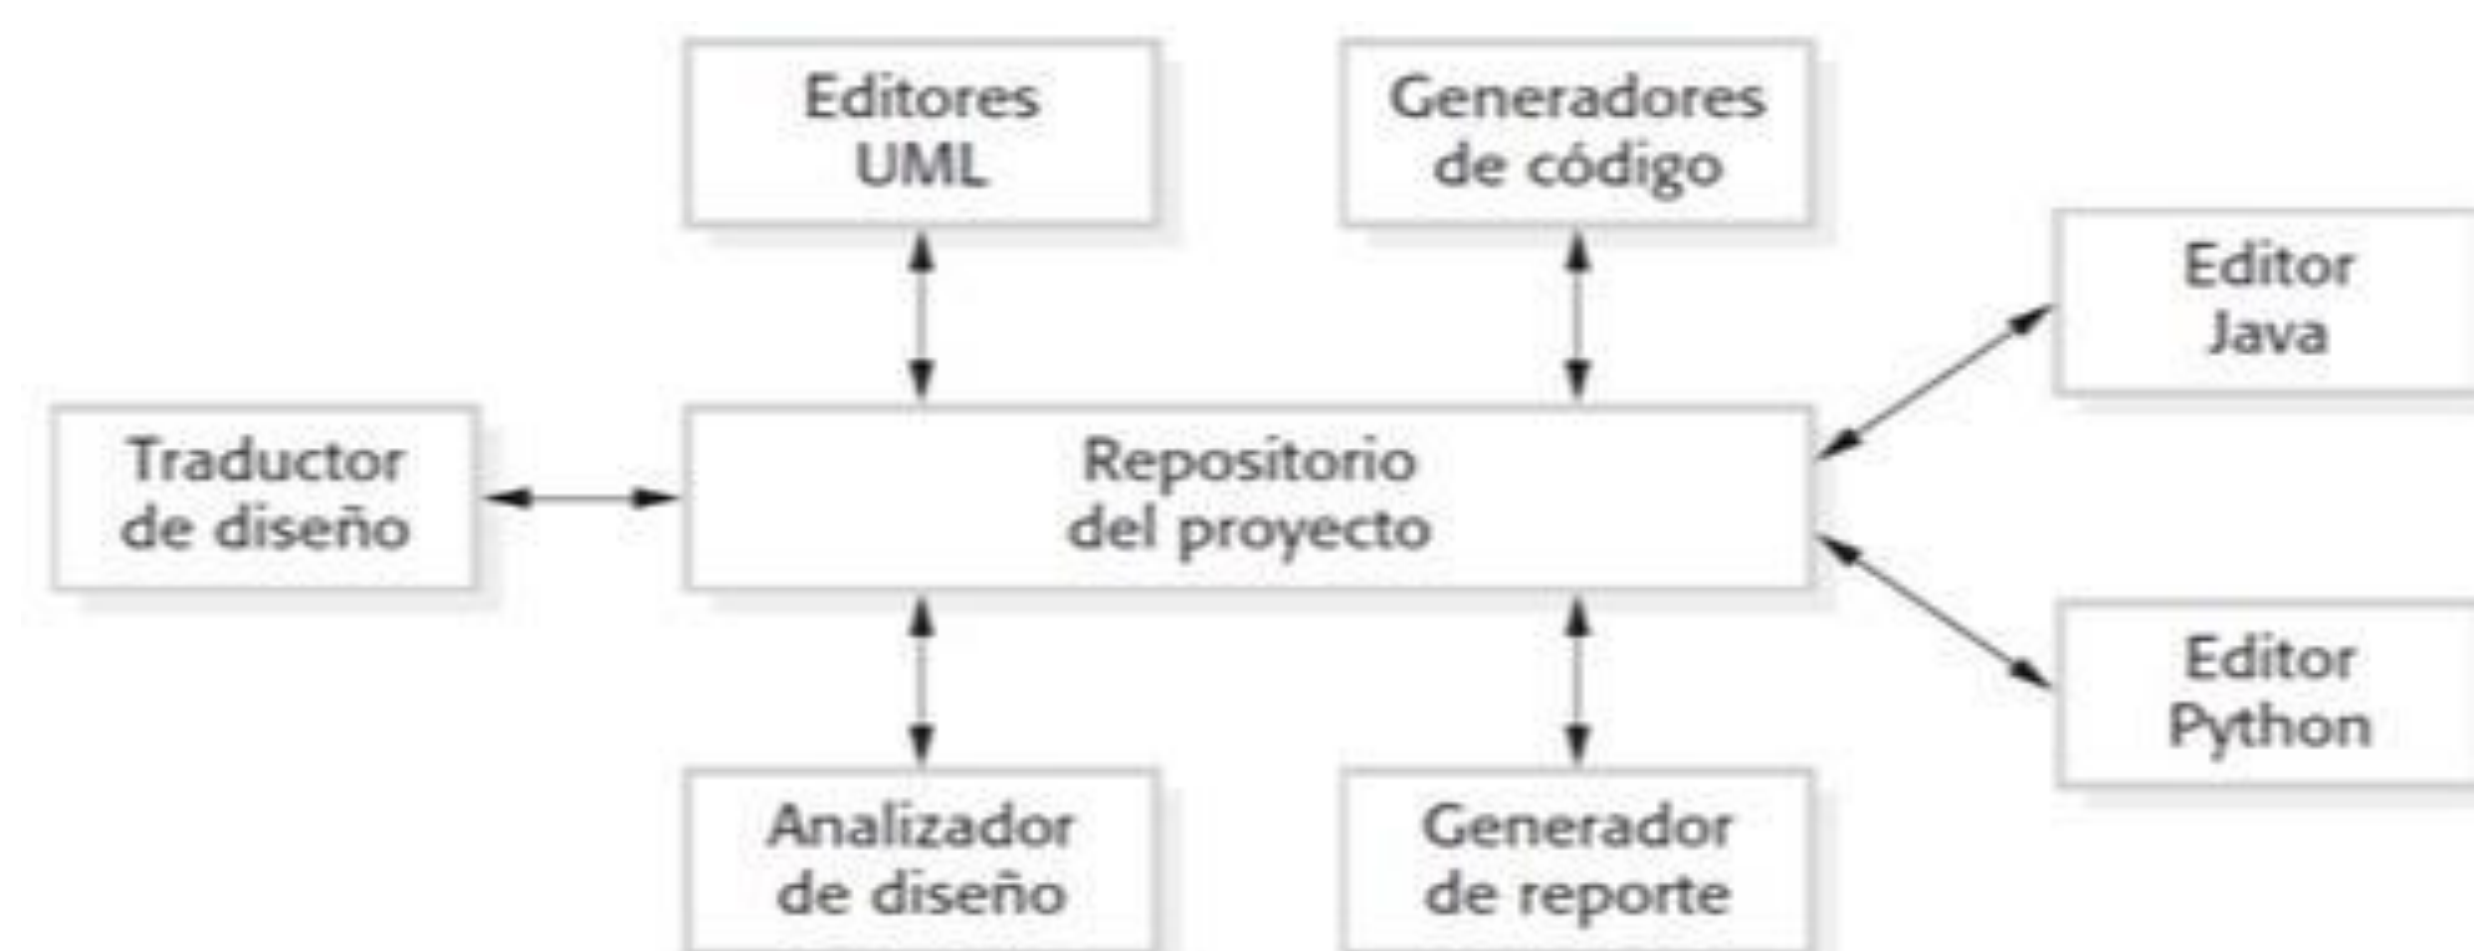 Editores
UML
Generadores
de código
Editor
Java
Traductor
de diseño
Repositorio
del proyecto
Editor
Python
Analizador
de diseño
Generador
de reporte